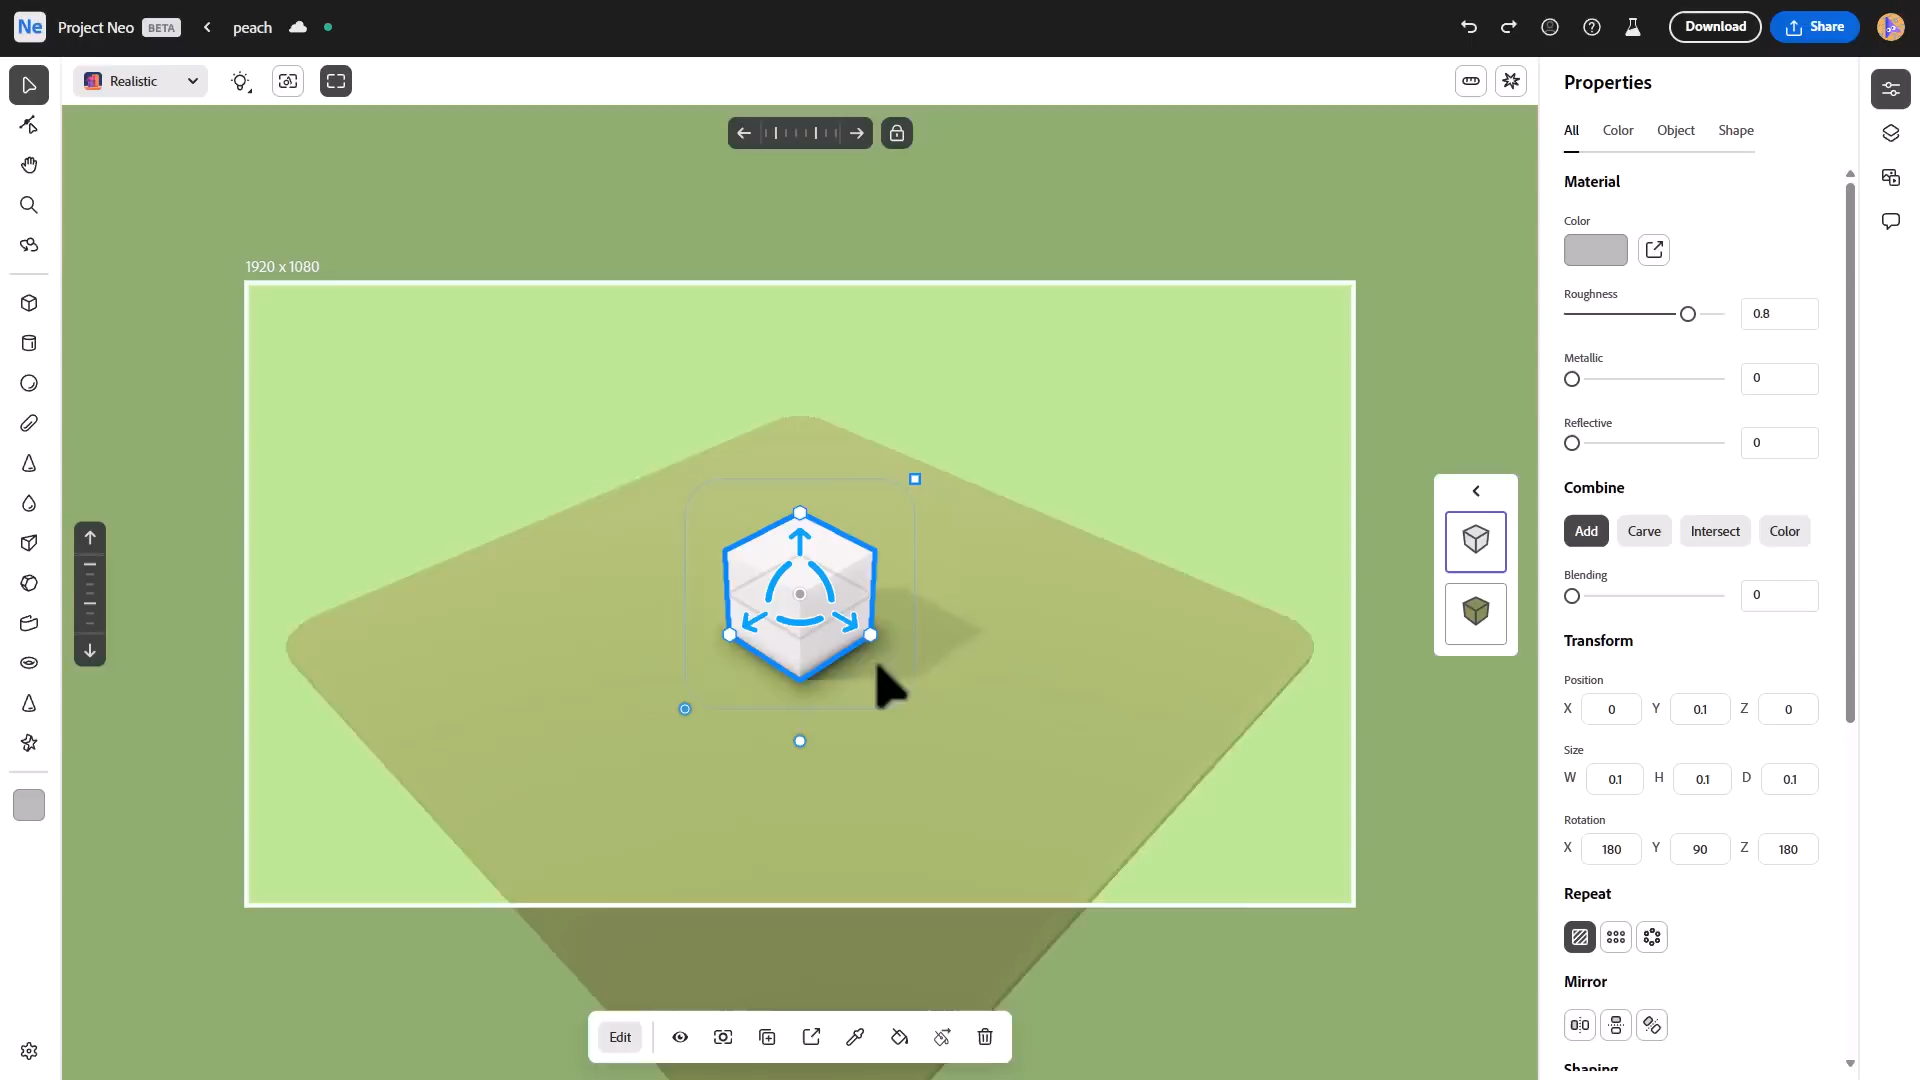 Ne Project Neo BETA peach Download Share
Realistic
Properties
All Color Object Shape
Material
Color
Roughness
0.8
Metallic
0
Reflective
0
Combine
Add Carve Intersect Color
Blending
0
Transform
Position
X 0 Y 0.1 Z 0
Size
W 0.1 H 0.1 D 0.1
Rotation
X 180 Y 90 Z 180
Repeat
Mirror
Shaping
1920 x 1080
Edit